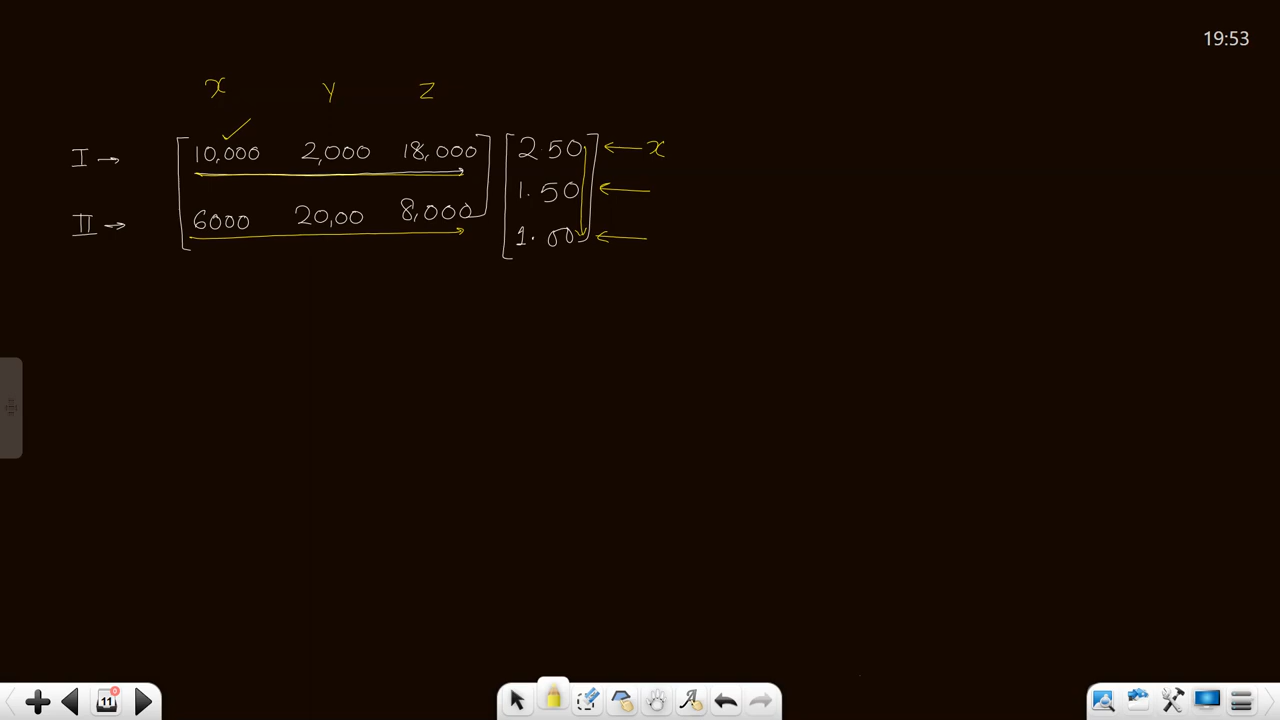 19:53
x y z
I → [ 10,000 2,000 18,000 ] [ 2.50 ] ← x
1.50 ←
II → 6000 20,00 8,000
1.00 ←
11
0